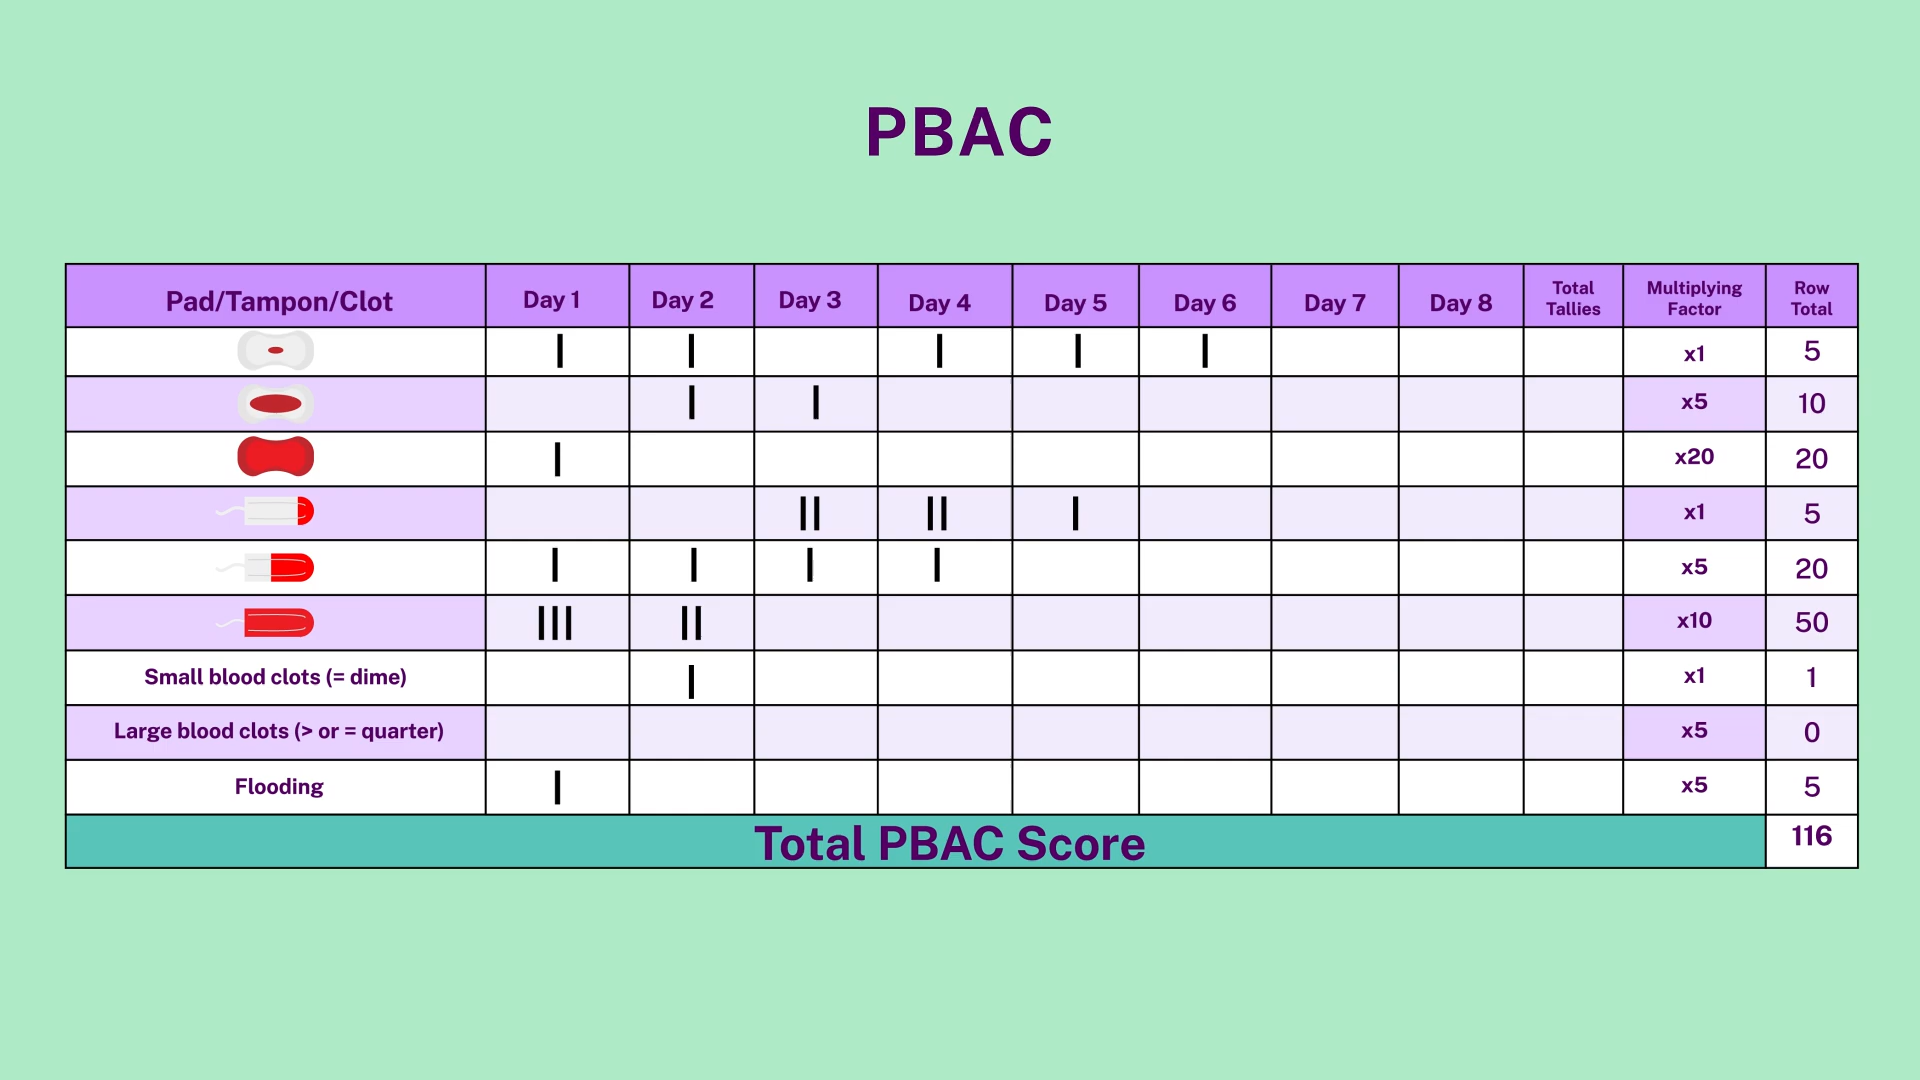 PBAC
Pad/Tampon/Clot Day 1 Day 2 Day 3 Day 4 Day 5 Day 6 Day 7 Day 8 Total Tallies Multiplying Factor Row Total
| | | | | x1 5
| | x5 10
| x20 20
|| || | x1 5
| | | | x5 20
||| || x10 50
Small blood clots (= dime) | x1 1
Large blood clots (> or = quarter) x5 0
Flooding | x5 5
Total PBAC Score 116